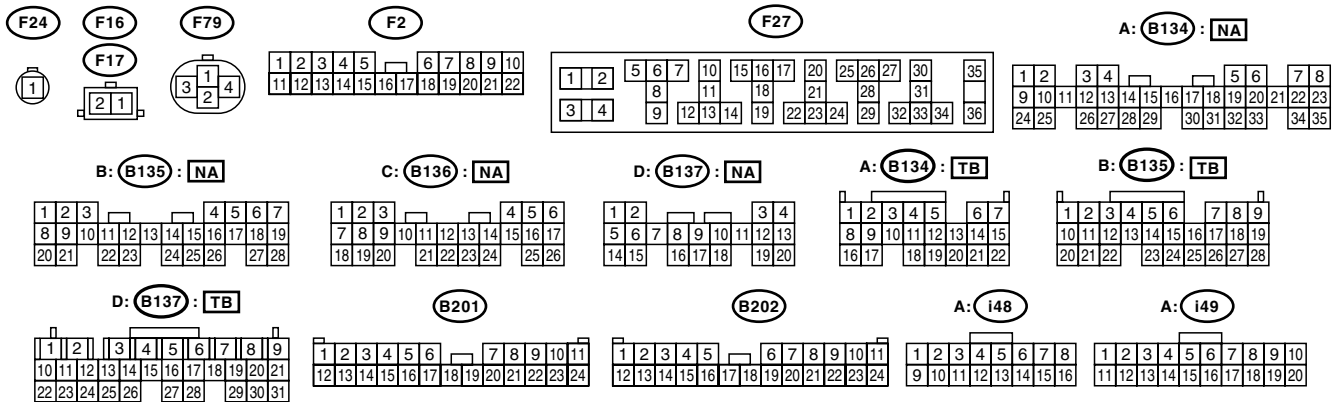 F24 F16 F79 F2 F27 A: B134 : NA
F17
1
2 1
1
3 4
2
1 2 3 4 5 6 7 8 9 10
11 12 13 14 15 16 17 18 19 20 21 22
1 2 5 6 7 10 15 16 17 20 25 26 27 30 35
8 11 18 21 28 31
3 4 9 12 13 14 19 22 23 24 29 32 33 34 36
1 2 3 4 5 6 7 8
9 10 11 12 13 14 15 16 17 18 19 20 21 22 23
24 25 26 27 28 29 30 31 32 33 34 35
B: B135 : NA C: B136 : NA D: B137 : NA A: B134 : TB B: B135 : TB
1 2 3 4 5 6 7
8 9 10 11 12 13 14 15 16 17 18 19
20 21 22 23 24 25 26 27 28
1 2 3 4 5 6
7 8 9 10 11 12 13 14 15 16 17
18 19 20 21 22 23 24 25 26
1 2 3 4
5 6 7 8 9 10 11 12 13
14 15 16 17 18 19 20
1 2 3 4 5 6 7
8 9 10 11 12 13 14 15
16 17 18 19 20 21 22
1 2 3 4 5 6 7 8 9
10 11 12 13 14 15 16 17 18 19
20 21 22 23 24 25 26 27 28
D: B137 : TB B201 B202 A: i48 A: i49
1 2 3 4 5 6 7 8 9
10 11 12 13 14 15 16 17 18 19 20 21
22 23 24 25 26 27 28 29 30 31
1 2 3 4 5 6 7 8 9 10 11
12 13 14 15 16 17 18 19 20 21 22 23 24
1 2 3 4 5 6 7 8 9 10 11
12 13 14 15 16 17 18 19 20 21 22 23 24
1 2 3 4 5 6 7 8
9 10 11 12 13 14 15 16
1 2 3 4 5 6 7 8 9 10
11 12 13 14 15 16 17 18 19 20